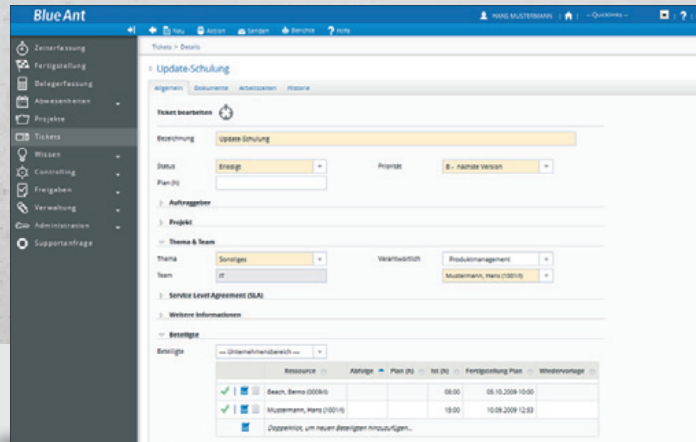 Blue Ant
HANS MUSTERMANN | | -- Quicklinks --
Neu Aktion Senden Berichte Hilfe
Zeiterfassung
Fertigstellung
Belegerfassung
Abwesenheiten
Projekte
Tickets
Wissen
Controlling
Freigaben
Verwaltung
Administration
Supportanfrage
Tickets > Details
Update-Schulung
Allgemein Dokumente Arbeitszeiten Historie
Ticket bearbeiten
Bezeichnung Update-Schulung
Status Erledigt Priorität B - nächste Version
Plan (h)
Auftraggeber
Projekt
Thema & Team
Thema Sonstiges Verantwortlich Produktmanagement
Team IT Mustermann, Hans (1001/I)
Service Level Agreement (SLA)
Weitere Informationen
Beteiligte
Beteiligte --- Unternehmensbereich ---
Ressource Abfolge Plan (h) Ist (h) Fertigstellung Plan Wiedervorlage
Beach, Benno (0009/I) 08:00 05.10.2009 10:00
Mustermann, Hans (1001/I) 15:00 10.09.2009 12:53
Doppelklick, um neuen Beteiligten hinzuzufügen...